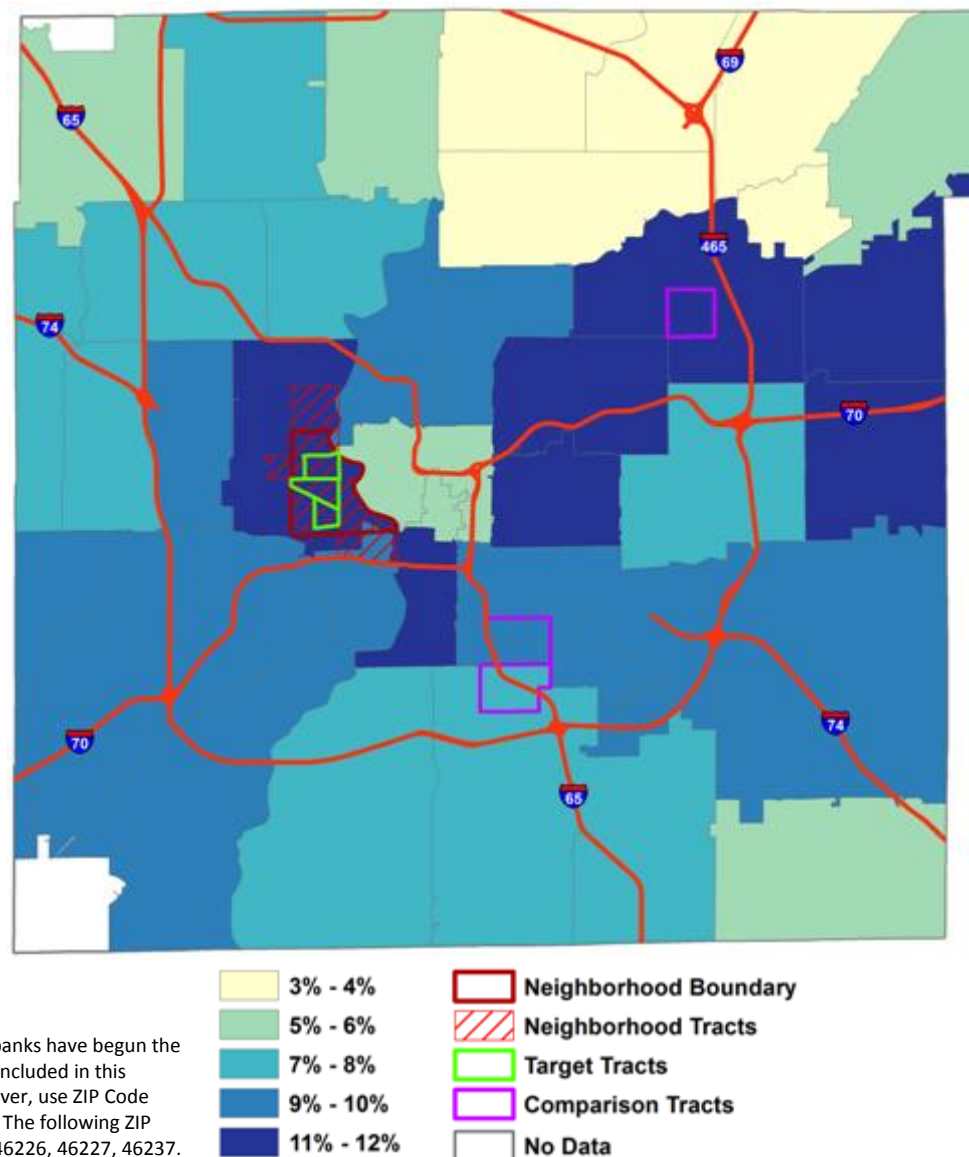 69
65
465
74
70
70
74
65
3% - 4%
5% - 6%
7% - 8%
9% - 10%
11% - 12%
Neighborhood Boundary
Neighborhood Tracts
Target Tracts
Comparison Tracts
No Data
banks have begun the
included in this
ver, use ZIP Code
The following ZIP
46226, 46227, 46237.